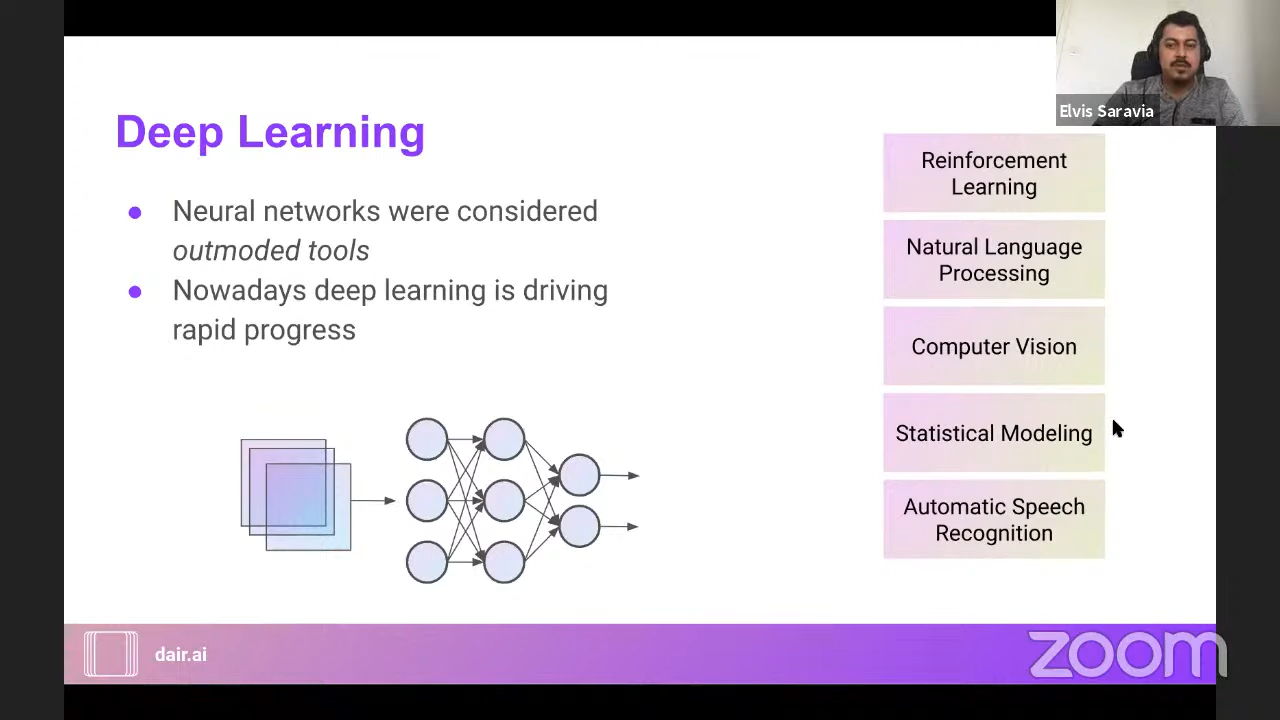 Elvis Saravia
Deep Learning
● Neural networks were considered
outmoded tools
● Nowadays deep learning is driving
rapid progress
Reinforcement
Learning
Natural Language
Processing
Computer Vision
Statistical Modeling
Automatic Speech
Recognition
dair.ai
zoom